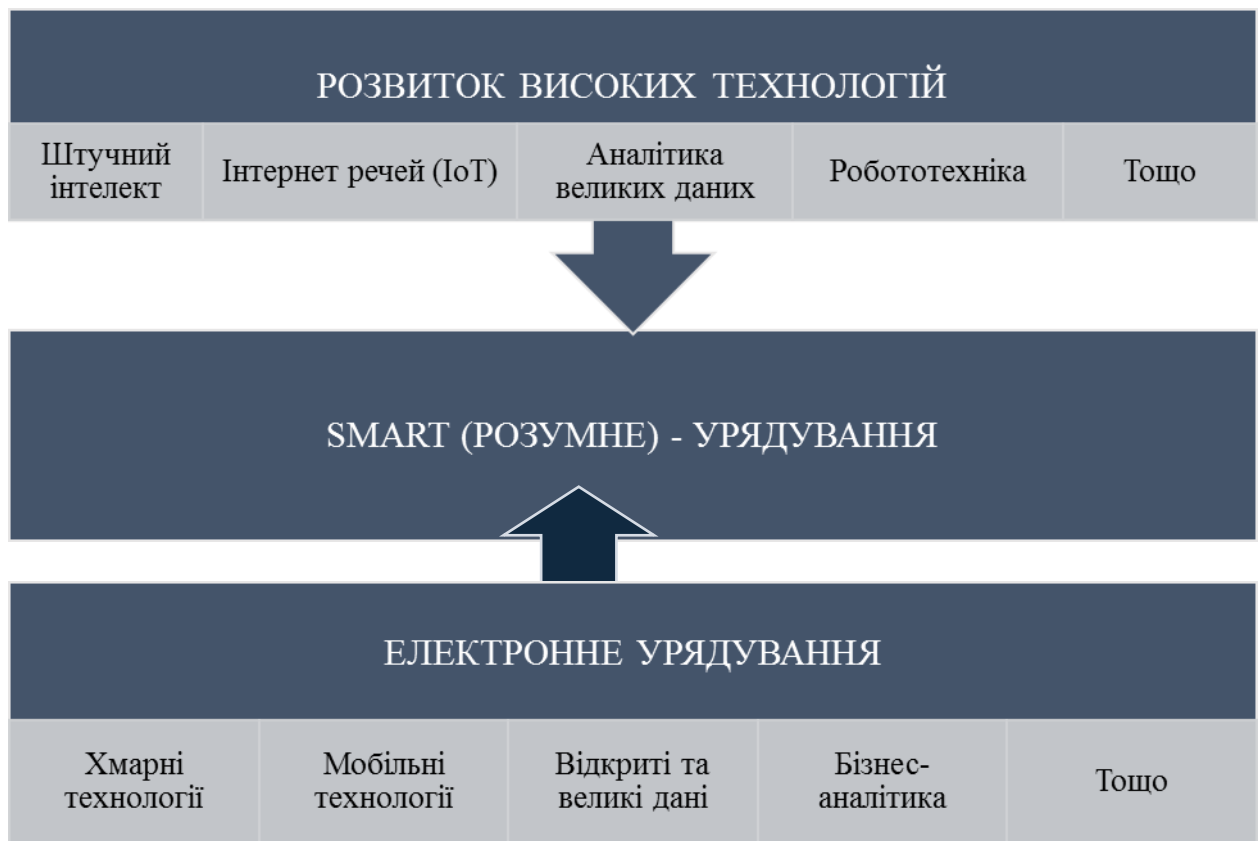 РОЗВИТОК ВИСОКИХ ТЕХНОЛОГІЙ
Штучний
інтелект
Інтернет речей (IoT)
Аналітика
великих даних
Робототехніка
Тощо
SMART (РОЗУМНЕ) - УРЯДУВАННЯ
ЕЛЕКТРОННЕ УРЯДУВАННЯ
Хмарні
технології
Мобільні
технології
Відкриті та
великі дані
Бізнес-
аналітика
Тощо